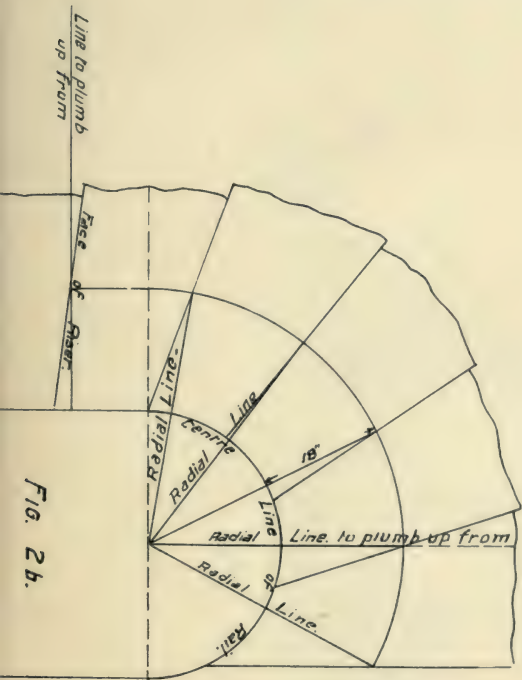 Line to plumb
up from
Face of Riser.
Radial Line-
Radial Line
Centre Line of Rail.
18"
Radial Line. to plumb up from
Radial Line.
FIG. 2b.